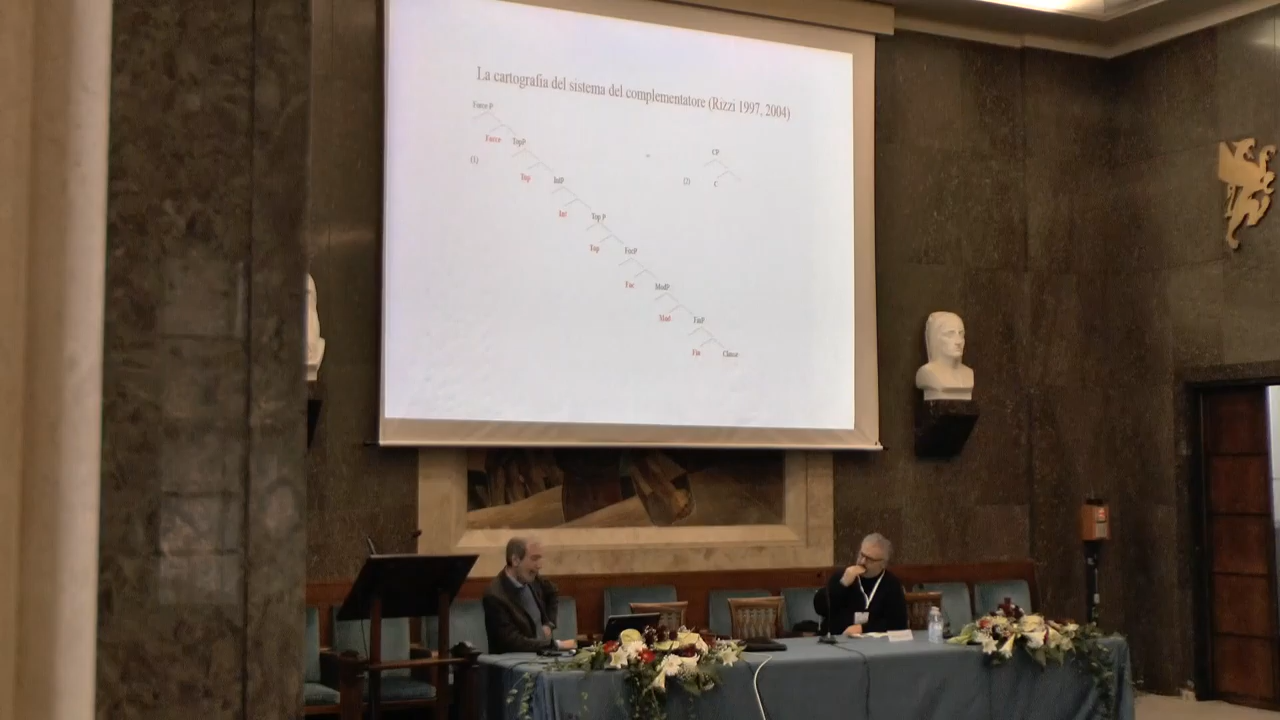 La cartografia del sistema del complementatore (Rizzi 1997, 2004)
Force P
Force TopP
(1)
Top IntP
Int Top P
Top FocP
Foc ModP
Mod FinP
Fin Clause
CP
(2) C